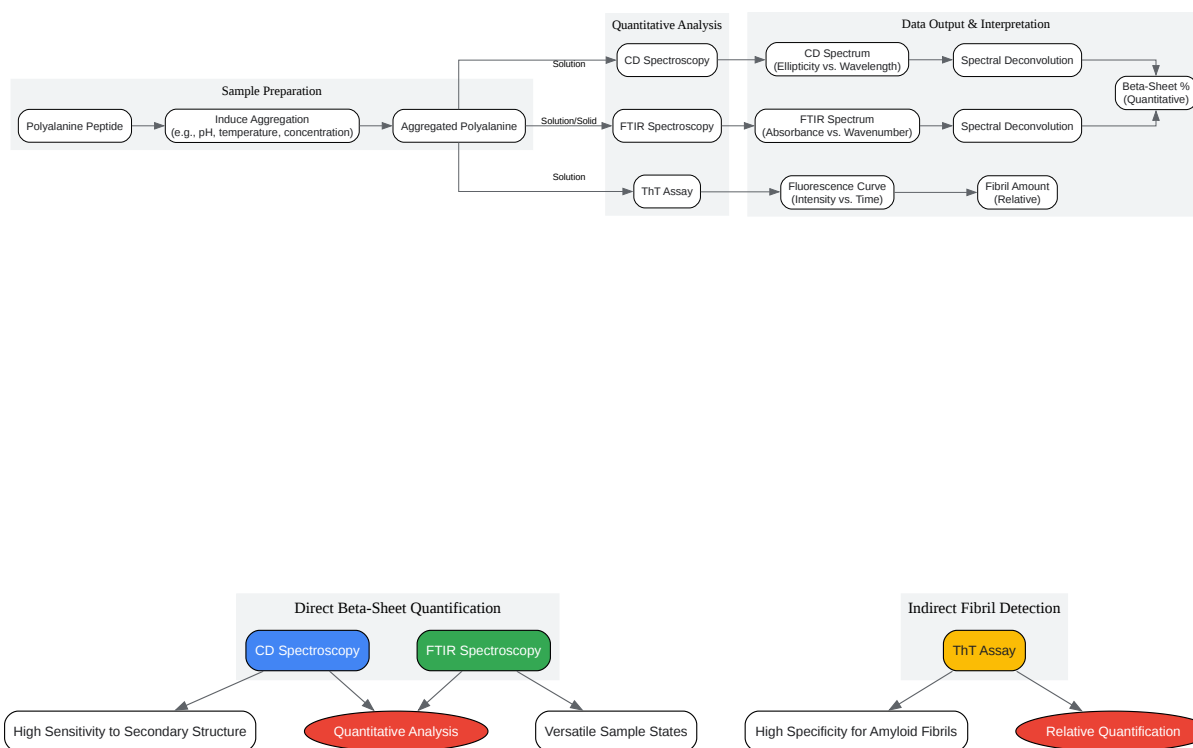 Quantitative Analysis
Data Output & Interpretation
Solution
CD Spectroscopy
CD Spectrum
(Ellipticity vs. Wavelength)
Spectral Deconvolution
Sample Preparation
Beta-Sheet %
(Quantitative)
Polyalanine Peptide
Induce Aggregation
(e.g., pH, temperature, concentration)
Aggregated Polyalanine
Solution/Solid
FTIR Spectroscopy
FTIR Spectrum
(Absorbance vs. Wavenumber)
Spectral Deconvolution
Solution
ThT Assay
Fluorescence Curve
(Intensity vs. Time)
Fibril Amount
(Relative)
Direct Beta-Sheet Quantification
CD Spectroscopy
FTIR Spectroscopy
High Sensitivity to Secondary Structure
Quantitative Analysis
Versatile Sample States
Indirect Fibril Detection
ThT Assay
High Specificity for Amyloid Fibrils
Relative Quantification